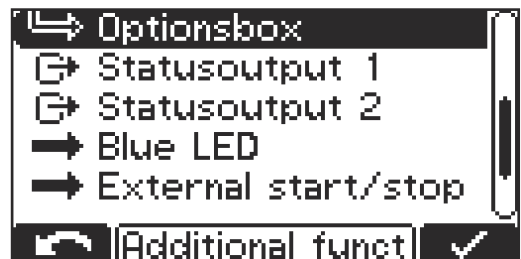 Optionsbox
Statusoutput 1
Statusoutput 2
Blue LED
External start/stop
Additional funct